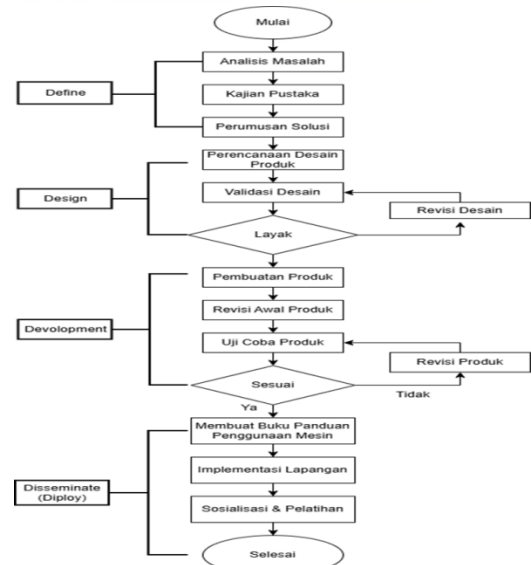 Mulai
Analisis Masalah
Define
Kajian Pustaka
Perumusan Solusi
Perencanaan Desain
Produk
Design
Validasi Desain
Revisi Desain
Layak
Pembuatan Produk
Revisi Awal Produk
Devolopment
Uji Coba Produk
Revisi Produk
Sesuai
Tidak
Ya
Membuat Buku Panduan
Penggunaan Mesin
Implementasi Lapangan
Disseminate
(Diploy)
Sosialisasi & Pelatihan
Selesai